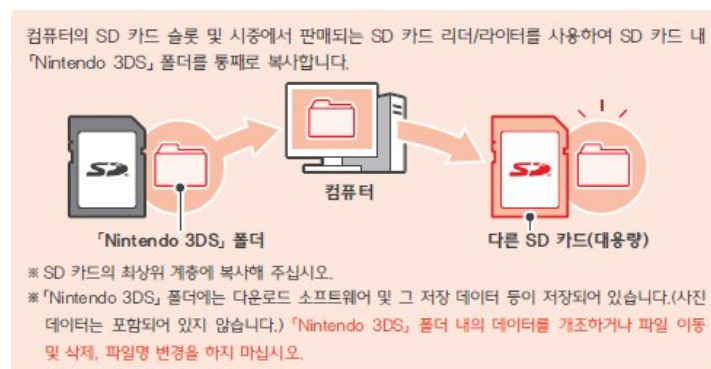 컴퓨터의 SD 카드 슬롯 및 시중에서 판매되는 SD 카드 리더/라이터를 사용하여 SD 카드 내
「Nintendo 3DS」 폴더를 통째로 복사합니다.
SD
SD
컴퓨터
「Nintendo 3DS」 폴더
다른 SD 카드(대용량)
※ SD 카드의 최상위 계층에 복사해 주십시오.
※「Nintendo 3DS」 폴더에는 다운로드 소프트웨어 및 그 저장 데이터 등이 저장되어 있습니다.(사진
데이터는 포함되어 있지 않습니다.) 「Nintendo 3DS」 폴더 내의 데이터를 개조하거나 파일 이동
및 삭제, 파일명 변경을 하지 마십시오.